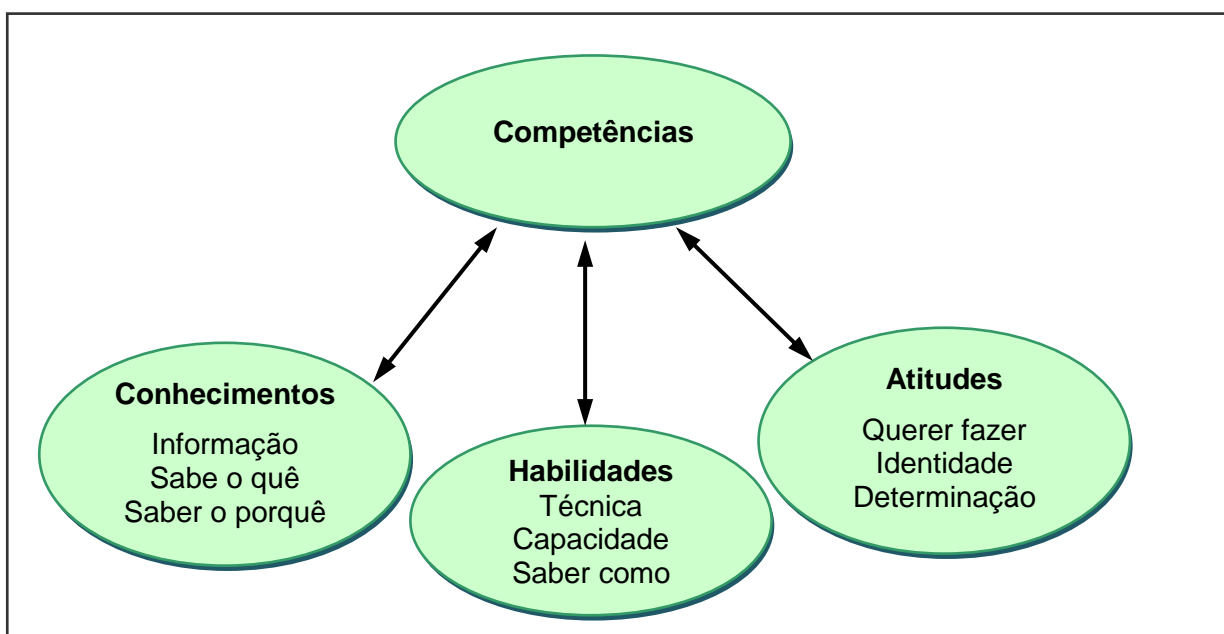 Competências
Conhecimentos
Informação
Sabe o quê
Saber o porquê
Habilidades
Técnica
Capacidade
Saber como
Atitudes
Querer fazer
Identidade
Determinação